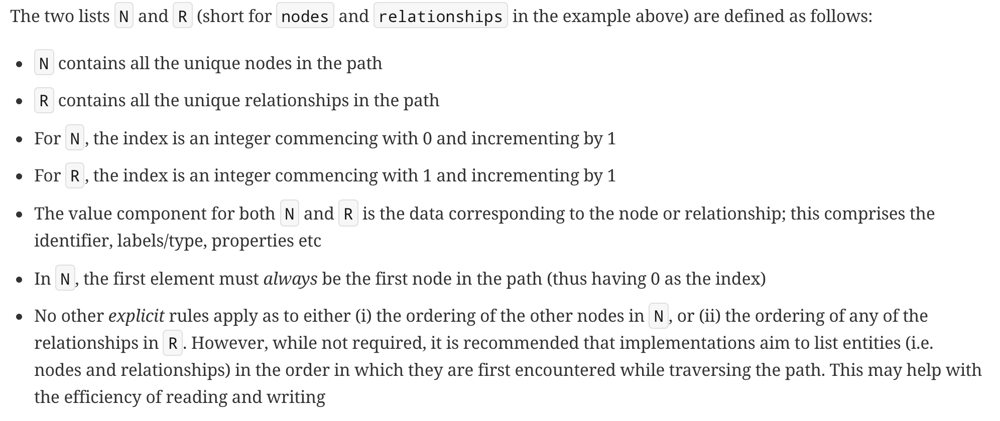 The two lists N and R (short for nodes and relationships in the example above) are defined as follows:
• N contains all the unique nodes in the path
• R contains all the unique relationships in the path
• For N, the index is an integer commencing with 0 and incrementing by 1
• For R, the index is an integer commencing with 1 and incrementing by 1
• The value component for both N and R is the data corresponding to the node or relationship; this comprises the
identifier, labels/type, properties etc
• In N, the first element must always be the first node in the path (thus having 0 as the index)
• No other explicit rules apply as to either (i) the ordering of the other nodes in N, or (ii) the ordering of any of the
relationships in R. However, while not required, it is recommended that implementations aim to list entities (i.e.
nodes and relationships) in the order in which they are first encountered while traversing the path. This may help with
the efficiency of reading and writing